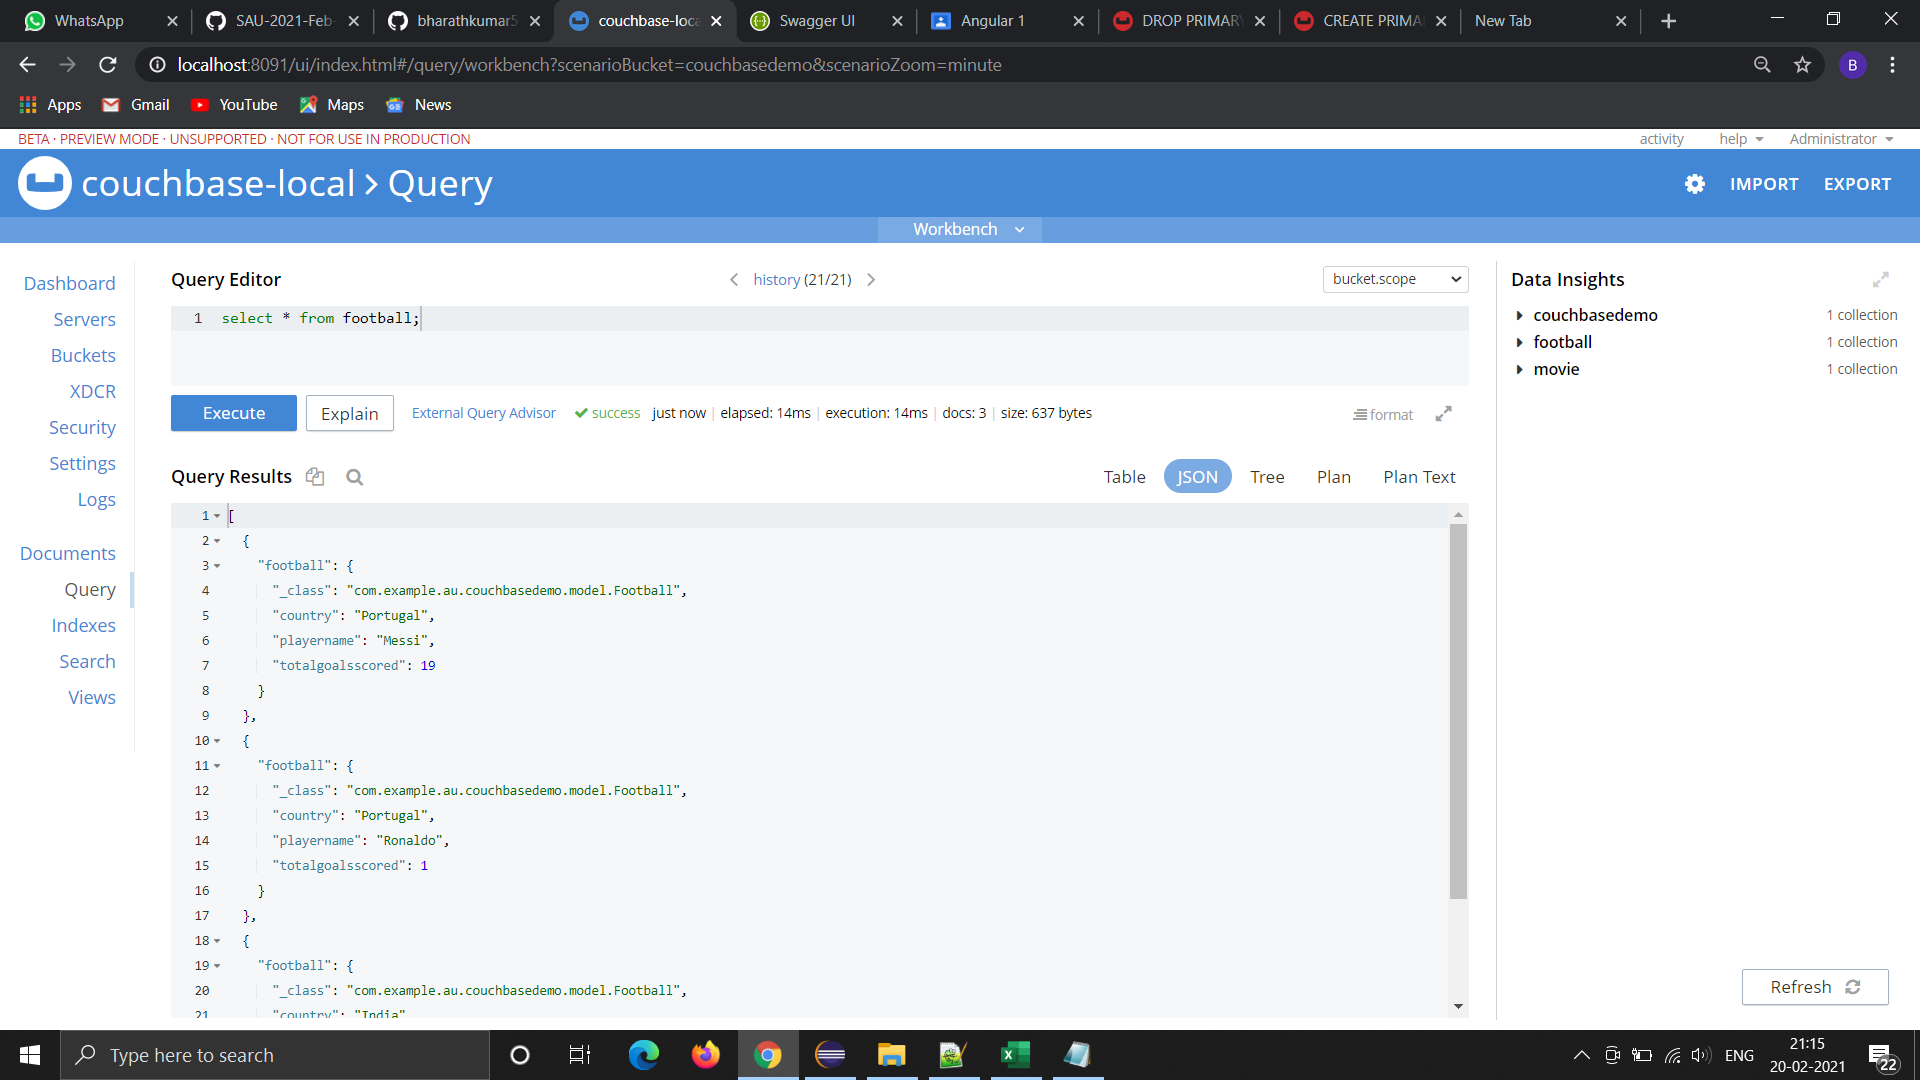 WhatsApp
SAU-2021-Feb-
bharathkumar5
couchbase-loca
Swagger UI
Angular 1
DROP PRIMARY
CREATE PRIMA
New Tab
localhost:8091/ui/index.html#/query/workbench?scenarioBucket=couchbasedemo&scenarioZoom=minute
B
Apps
Gmail
YouTube
Maps
News
BETA · PREVIEW MODE · UNSUPPORTED · NOT FOR USE IN PRODUCTION
activity
help
Administrator
couchbase-local > Query
IMPORT
EXPORT
Workbench
Dashboard
Servers
Buckets
XDCR
Security
Settings
Logs
Documents
Query
Indexes
Search
Views
Query Editor
history (21/21)
bucket.scope
1 select * from football;
Execute
Explain
External Query Advisor
success just now | elapsed: 14ms | execution: 14ms | docs: 3 | size: 637 bytes
format
Query Results
Table
JSON
Tree
Plan
Plan Text
1 [
2 {
3 "football": {
4 "_class": "com.example.au.couchbasedemo.model.Football",
5 "country": "Portugal",
6 "playername": "Messi",
7 "totalgoalsscored": 19
8 }
9 },
10 {
11 "football": {
12 "_class": "com.example.au.couchbasedemo.model.Football",
13 "country": "Portugal",
14 "playername": "Ronaldo",
15 "totalgoalsscored": 1
16 }
17 },
18 {
19 "football": {
20 "_class": "com.example.au.couchbasedemo.model.Football",
21 "country": "India"
Data Insights
couchbasedemo 1 collection
football 1 collection
movie 1 collection
Refresh
Type here to search
ENG
21:15
20-02-2021
22